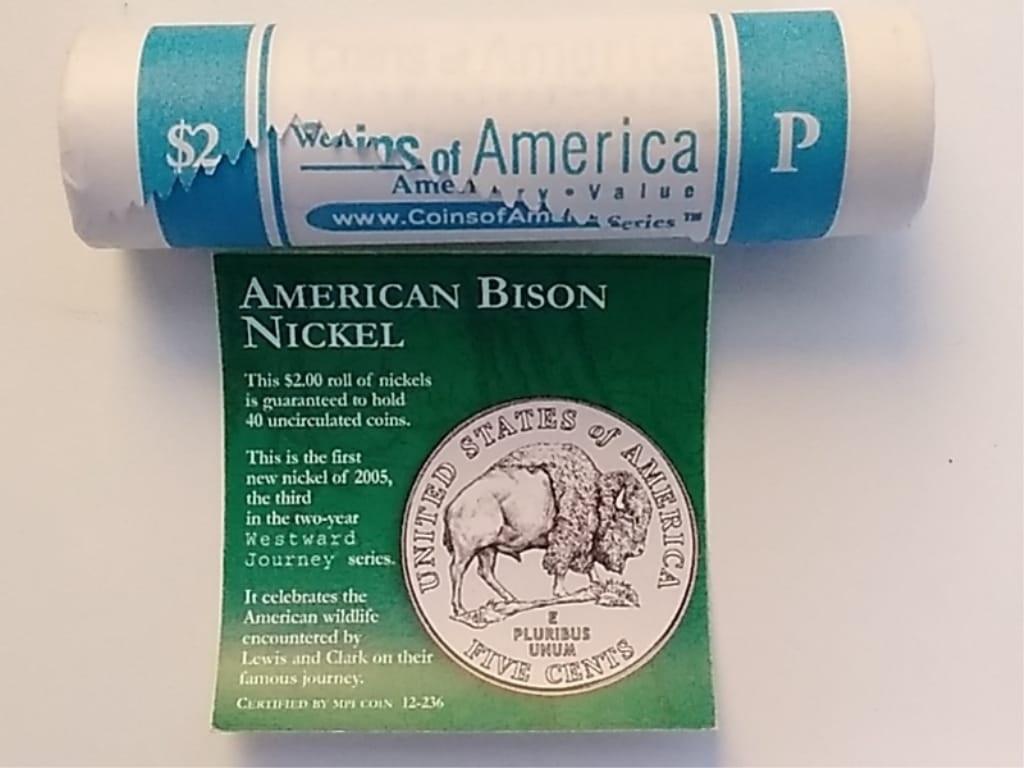 $2
of America
Value
www.CoinsofAm
Series™
P
AMERICAN BISON
NICKEL
This $2.00 roll of nickels
is guaranteed to hold
40 uncirculated coins.
This is the first
new nickel of 2005,
the third
in the two-year
Westward
Journey series.
It celebrates the
American wildlife
encountered by
Lewis and Clark on their
famous journey.
CERTIFIED BY MPI COIN 12-236
UNITED STATES of AMERICA
E
PLURIBUS
UNUM
FIVE CENTS